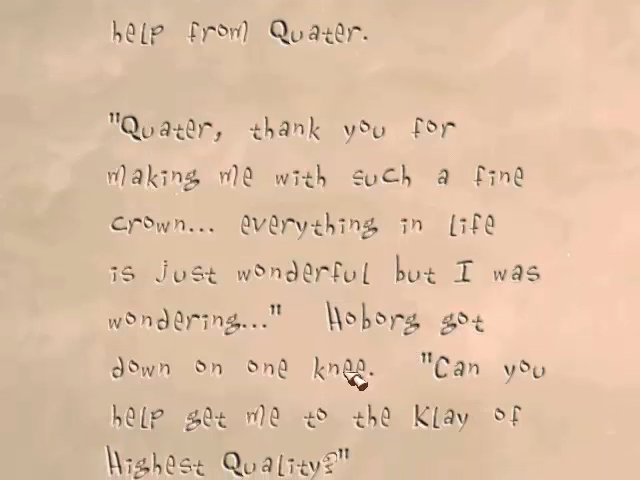 help from Quater.
"Quater, thank you for
making me with such a fine
crown... everything in life
is just wonderful but I was
wondering..." Hoborg got
down on one knee. "Can you
help get me to the Klay of
Highest Quality?"